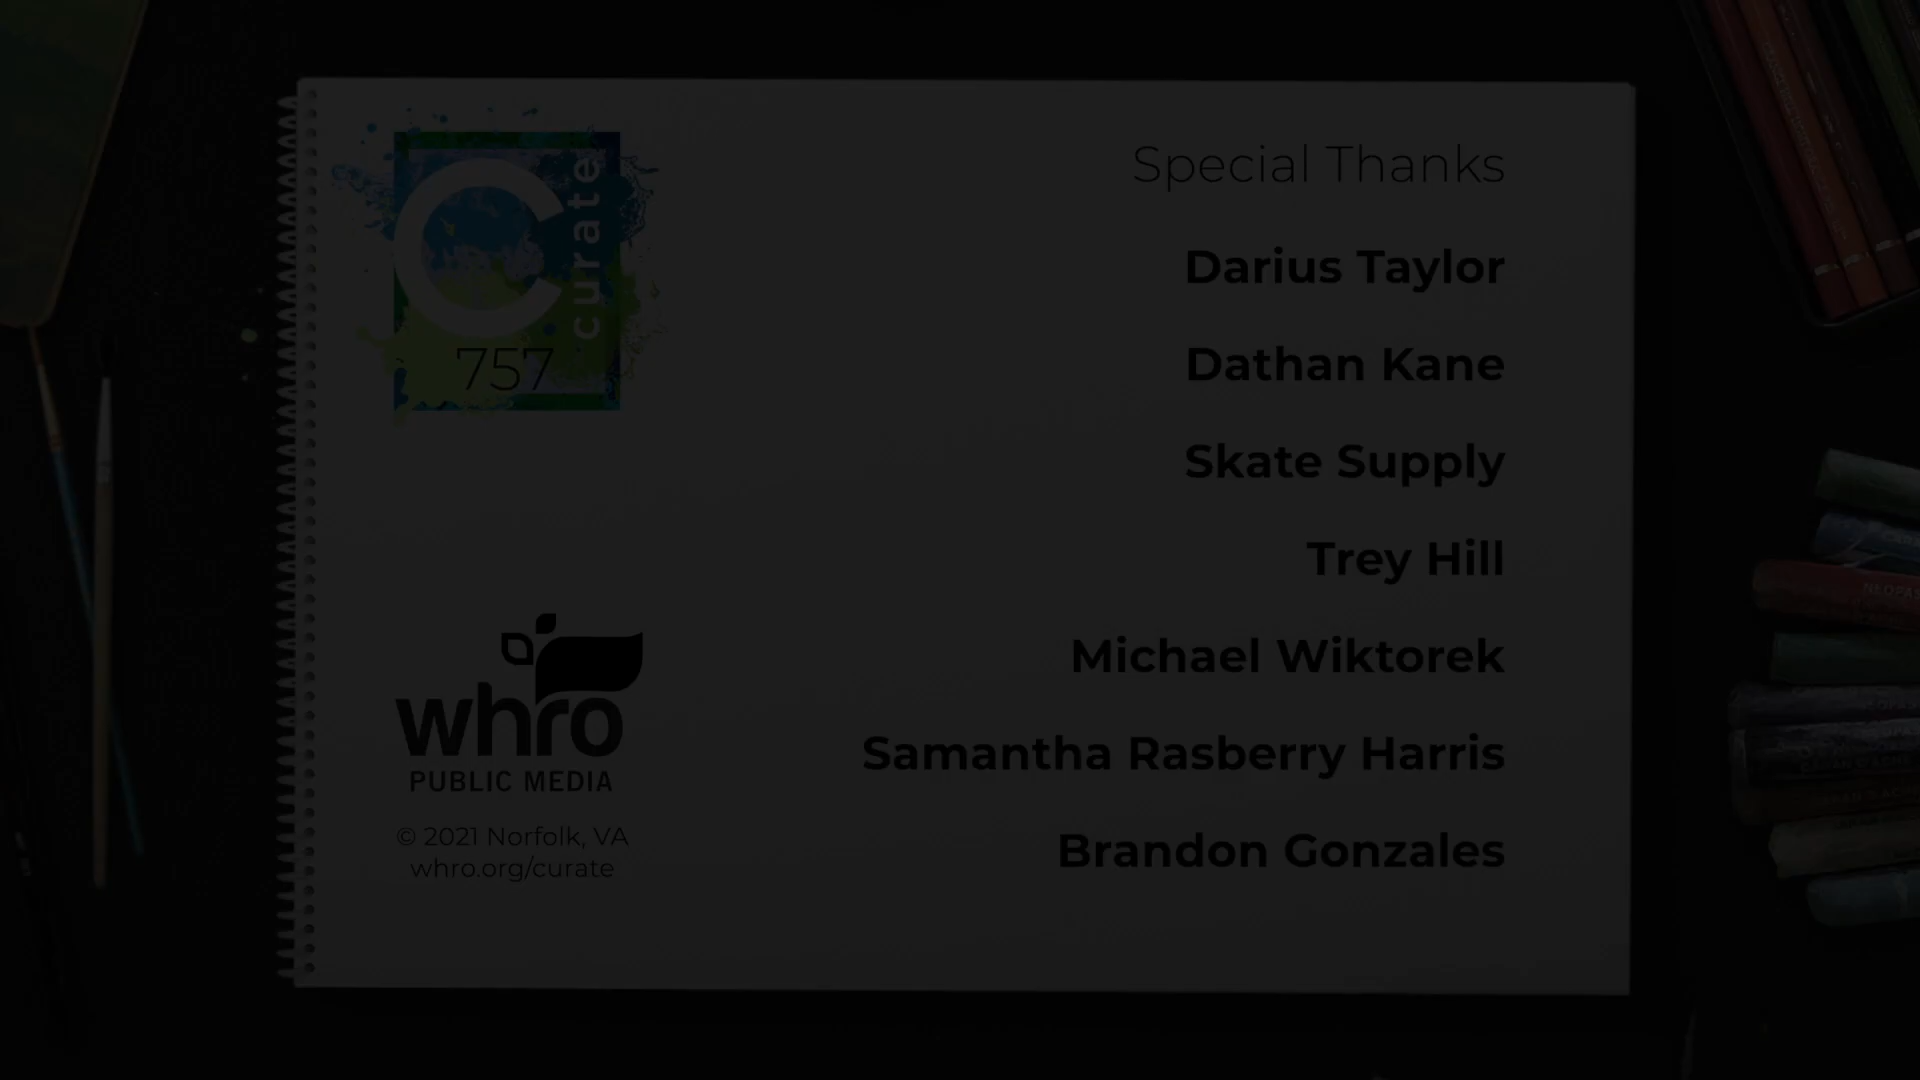 curate
757
Special Thanks
Darius Taylor
Dathan Kane
Skate Supply
Trey Hill
Michael Wiktorek
Samantha Rasberry Harris
Brandon Gonzales
whro
PUBLIC MEDIA
© 2021 Norfolk, VA
whro.org/curate